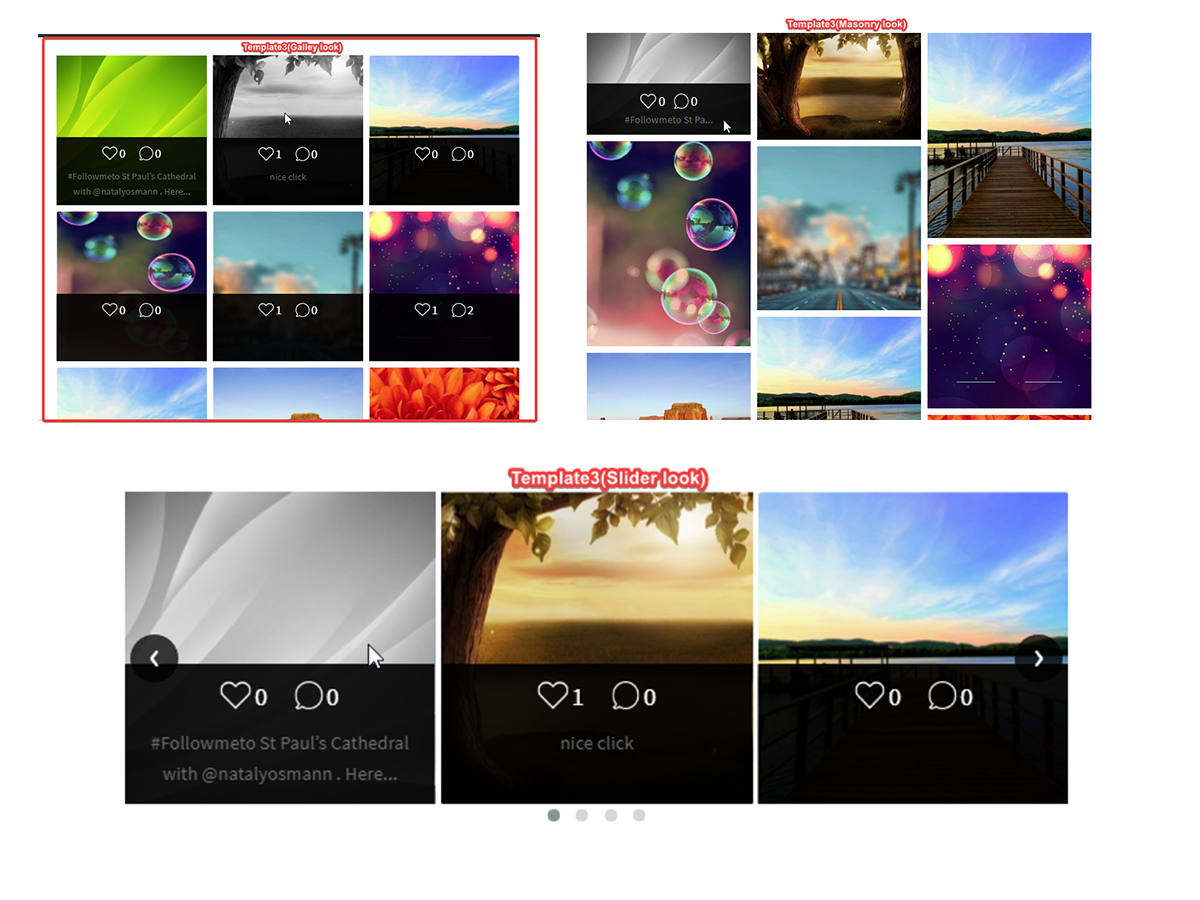 Template3(Galley look)
0 0
#Followmeto St Paul's Cathedral
with @natalyosmann . Here...
1 0
nice click
0 0
0 0
1 0
1 2
Template3(Masonry look)
0 0
#Followmeto St Pa...
Template3(Slider look)
0 0
#Followmeto St Paul's Cathedral
with @natalyosmann . Here...
1 0
nice click
0 0